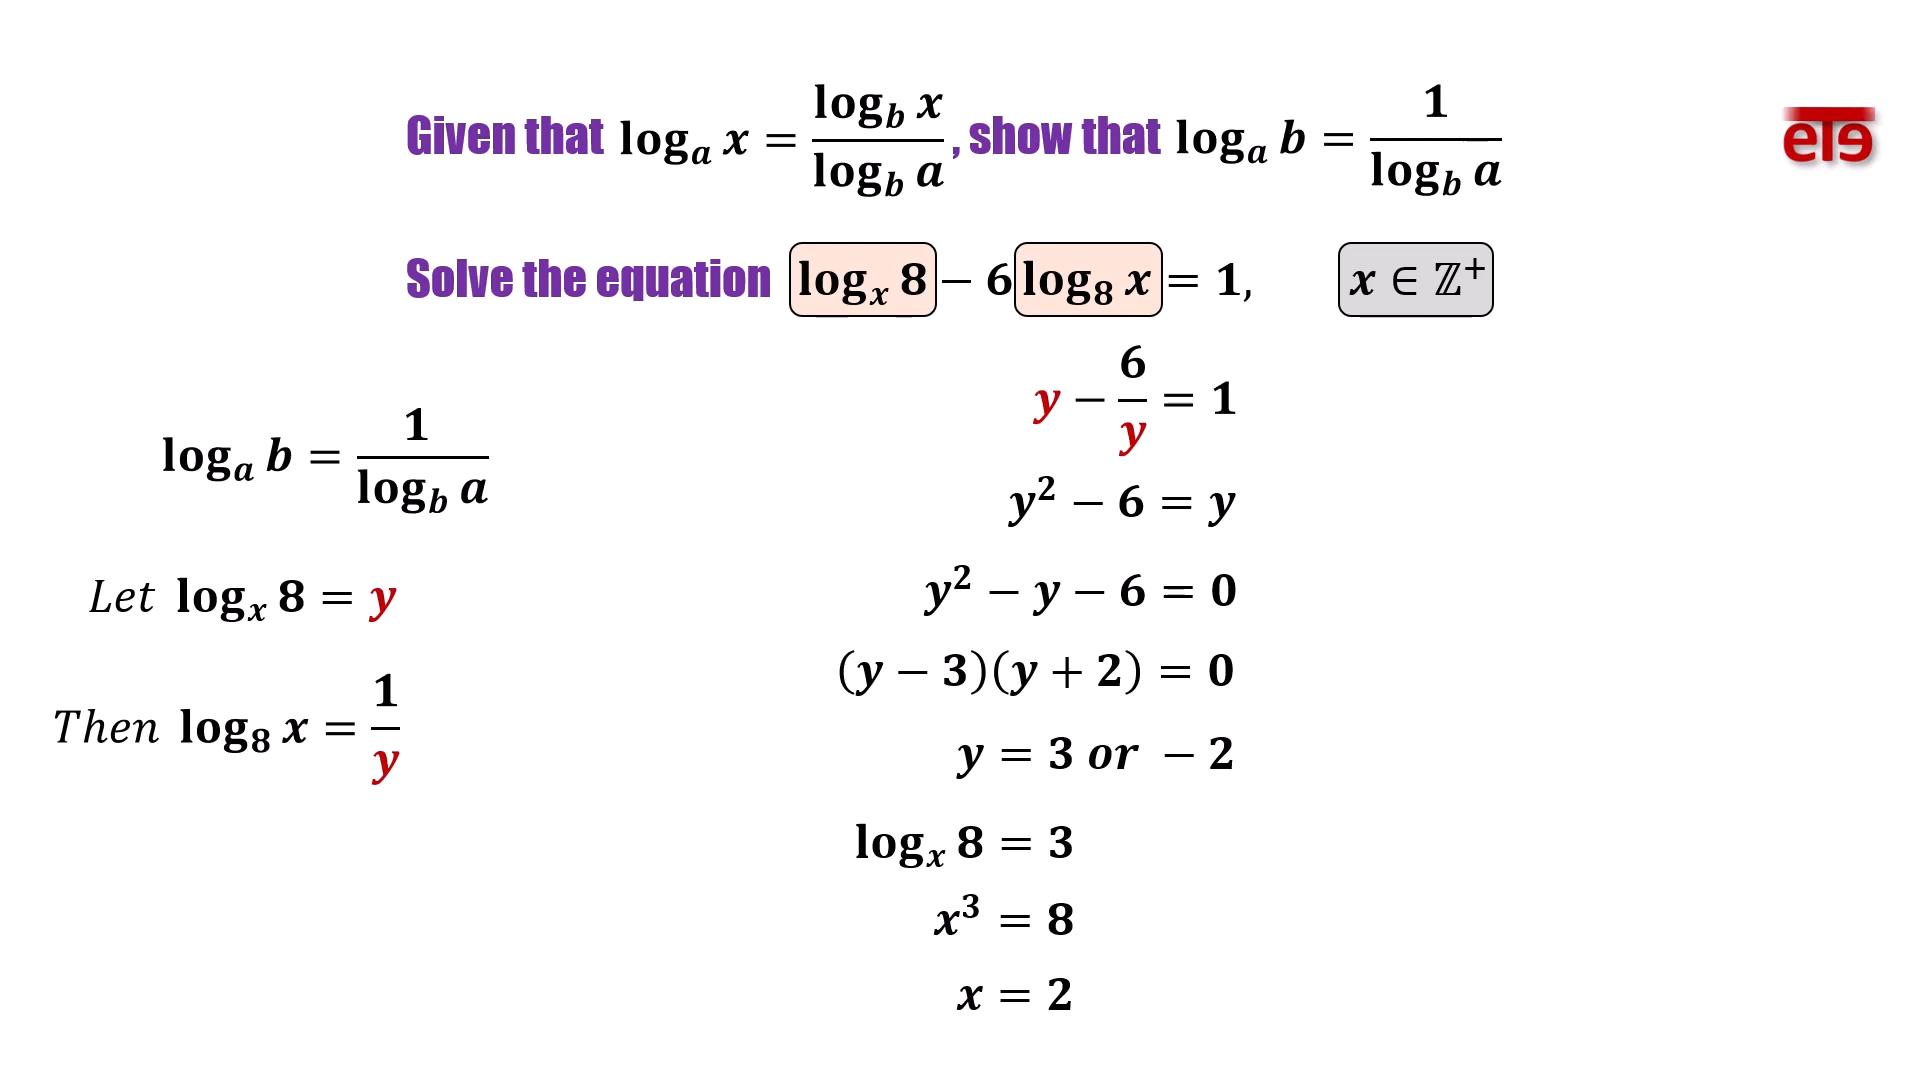 Given that logₐ x = log_b x / log_b a , show that logₐ b = 1 / log_b a
eTe
Solve the equation logₓ 8 − 6 log₈ x = 1, x ∈ ℤ⁺
logₐ b = 1 / log_b a
Let logₓ 8 = y
Then log₈ x = 1 / y
y − 6 / y = 1
y² − 6 = y
y² − y − 6 = 0
(y − 3)(y + 2) = 0
y = 3 or − 2
logₓ 8 = 3
x³ = 8
x = 2